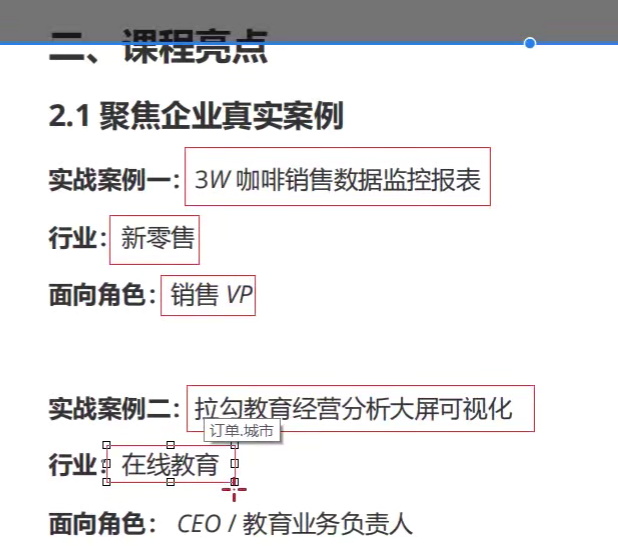 二、课程亮点
2.1 聚焦企业真实案例
实战案例一：3W 咖啡销售数据监控报表
行业：新零售
面向角色：销售 VP
实战案例二：拉勾教育经营分析大屏可视化
订单.城市
行业：在线教育
面向角色： CEO / 教育业务负责人